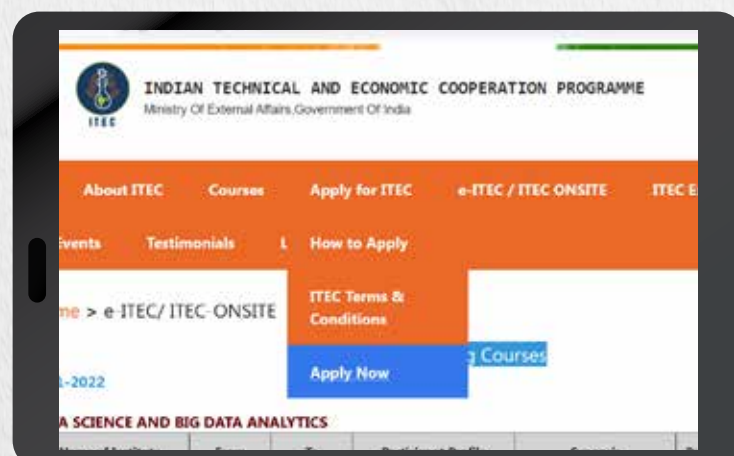 ITEC
INDIAN TECHNICAL AND ECONOMIC COOPERATION PROGRAMME
Ministry Of External Affairs,Government Of India
About ITEC Courses Apply for ITEC e-ITEC / ITEC ONSITE ITEC E
Events Testimonials L How to Apply
me > e-ITEC/ ITEC-ONSITE
ITEC Terms &
Conditions
g Courses
Apply Now
1-2022
A SCIENCE AND BIG DATA ANALYTICS